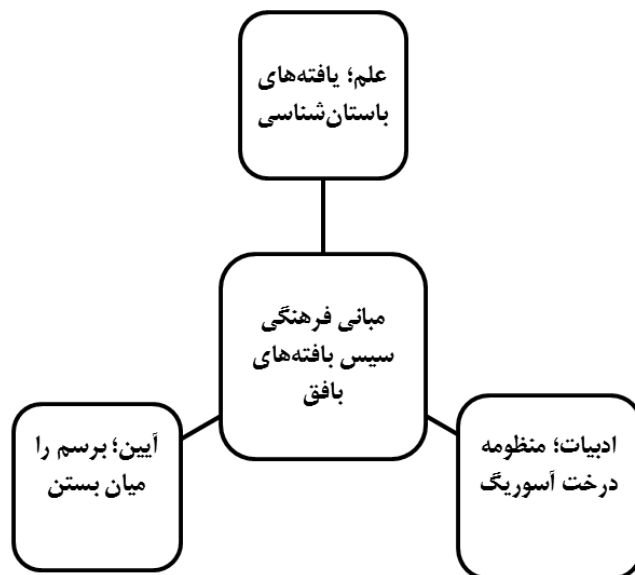 علم؛ یافته‌های
باستان‌شناسی
مبانی فرهنگی
سیس بافته‌های
بافق
ادبیات؛ منظومه
درخت آسوریگ
آیین؛ برسم را
میان بستن